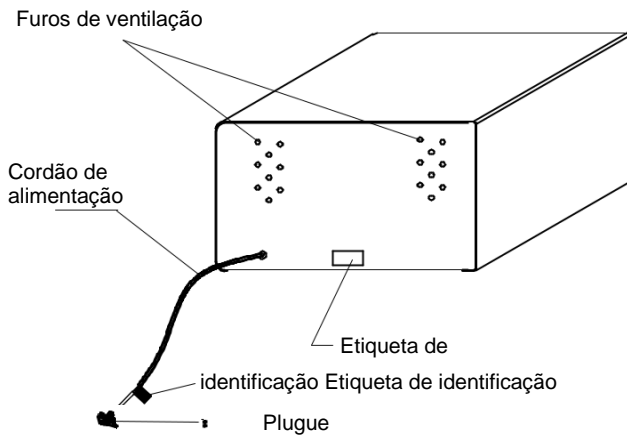 Furos de ventilação
Cordão de
alimentação
Etiqueta de
identificação Etiqueta de identificação
Plugue